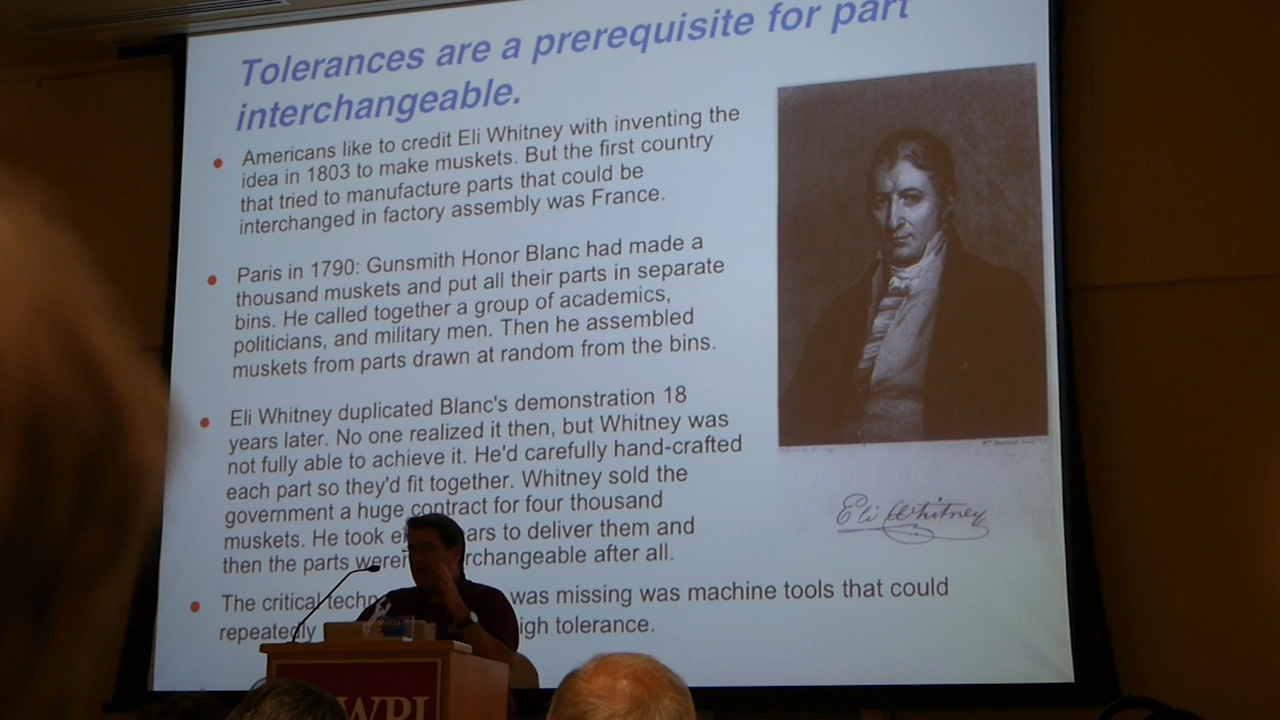 Tolerances are a prerequisite for part
interchangeable.
Americans like to credit Eli Whitney with inventing the
idea in 1803 to make muskets. But the first country
that tried to manufacture parts that could be
interchanged in factory assembly was France.
Paris in 1790: Gunsmith Honor Blanc had made a
thousand muskets and put all their parts in separate
bins. He called together a group of academics,
politicians, and military men. Then he assembled
muskets from parts drawn at random from the bins.
Eli Whitney duplicated Blanc's demonstration 18
years later. No one realized it then, but Whitney was
not fully able to achieve it. He'd carefully hand-crafted
each part so they'd fit together. Whitney sold the
government a huge contract for four thousand
muskets. He took to deliver them and
then the parts after all.
The critical was missing was machine tools that could
repeatedly tolerance.
Eli Whitney
WPI